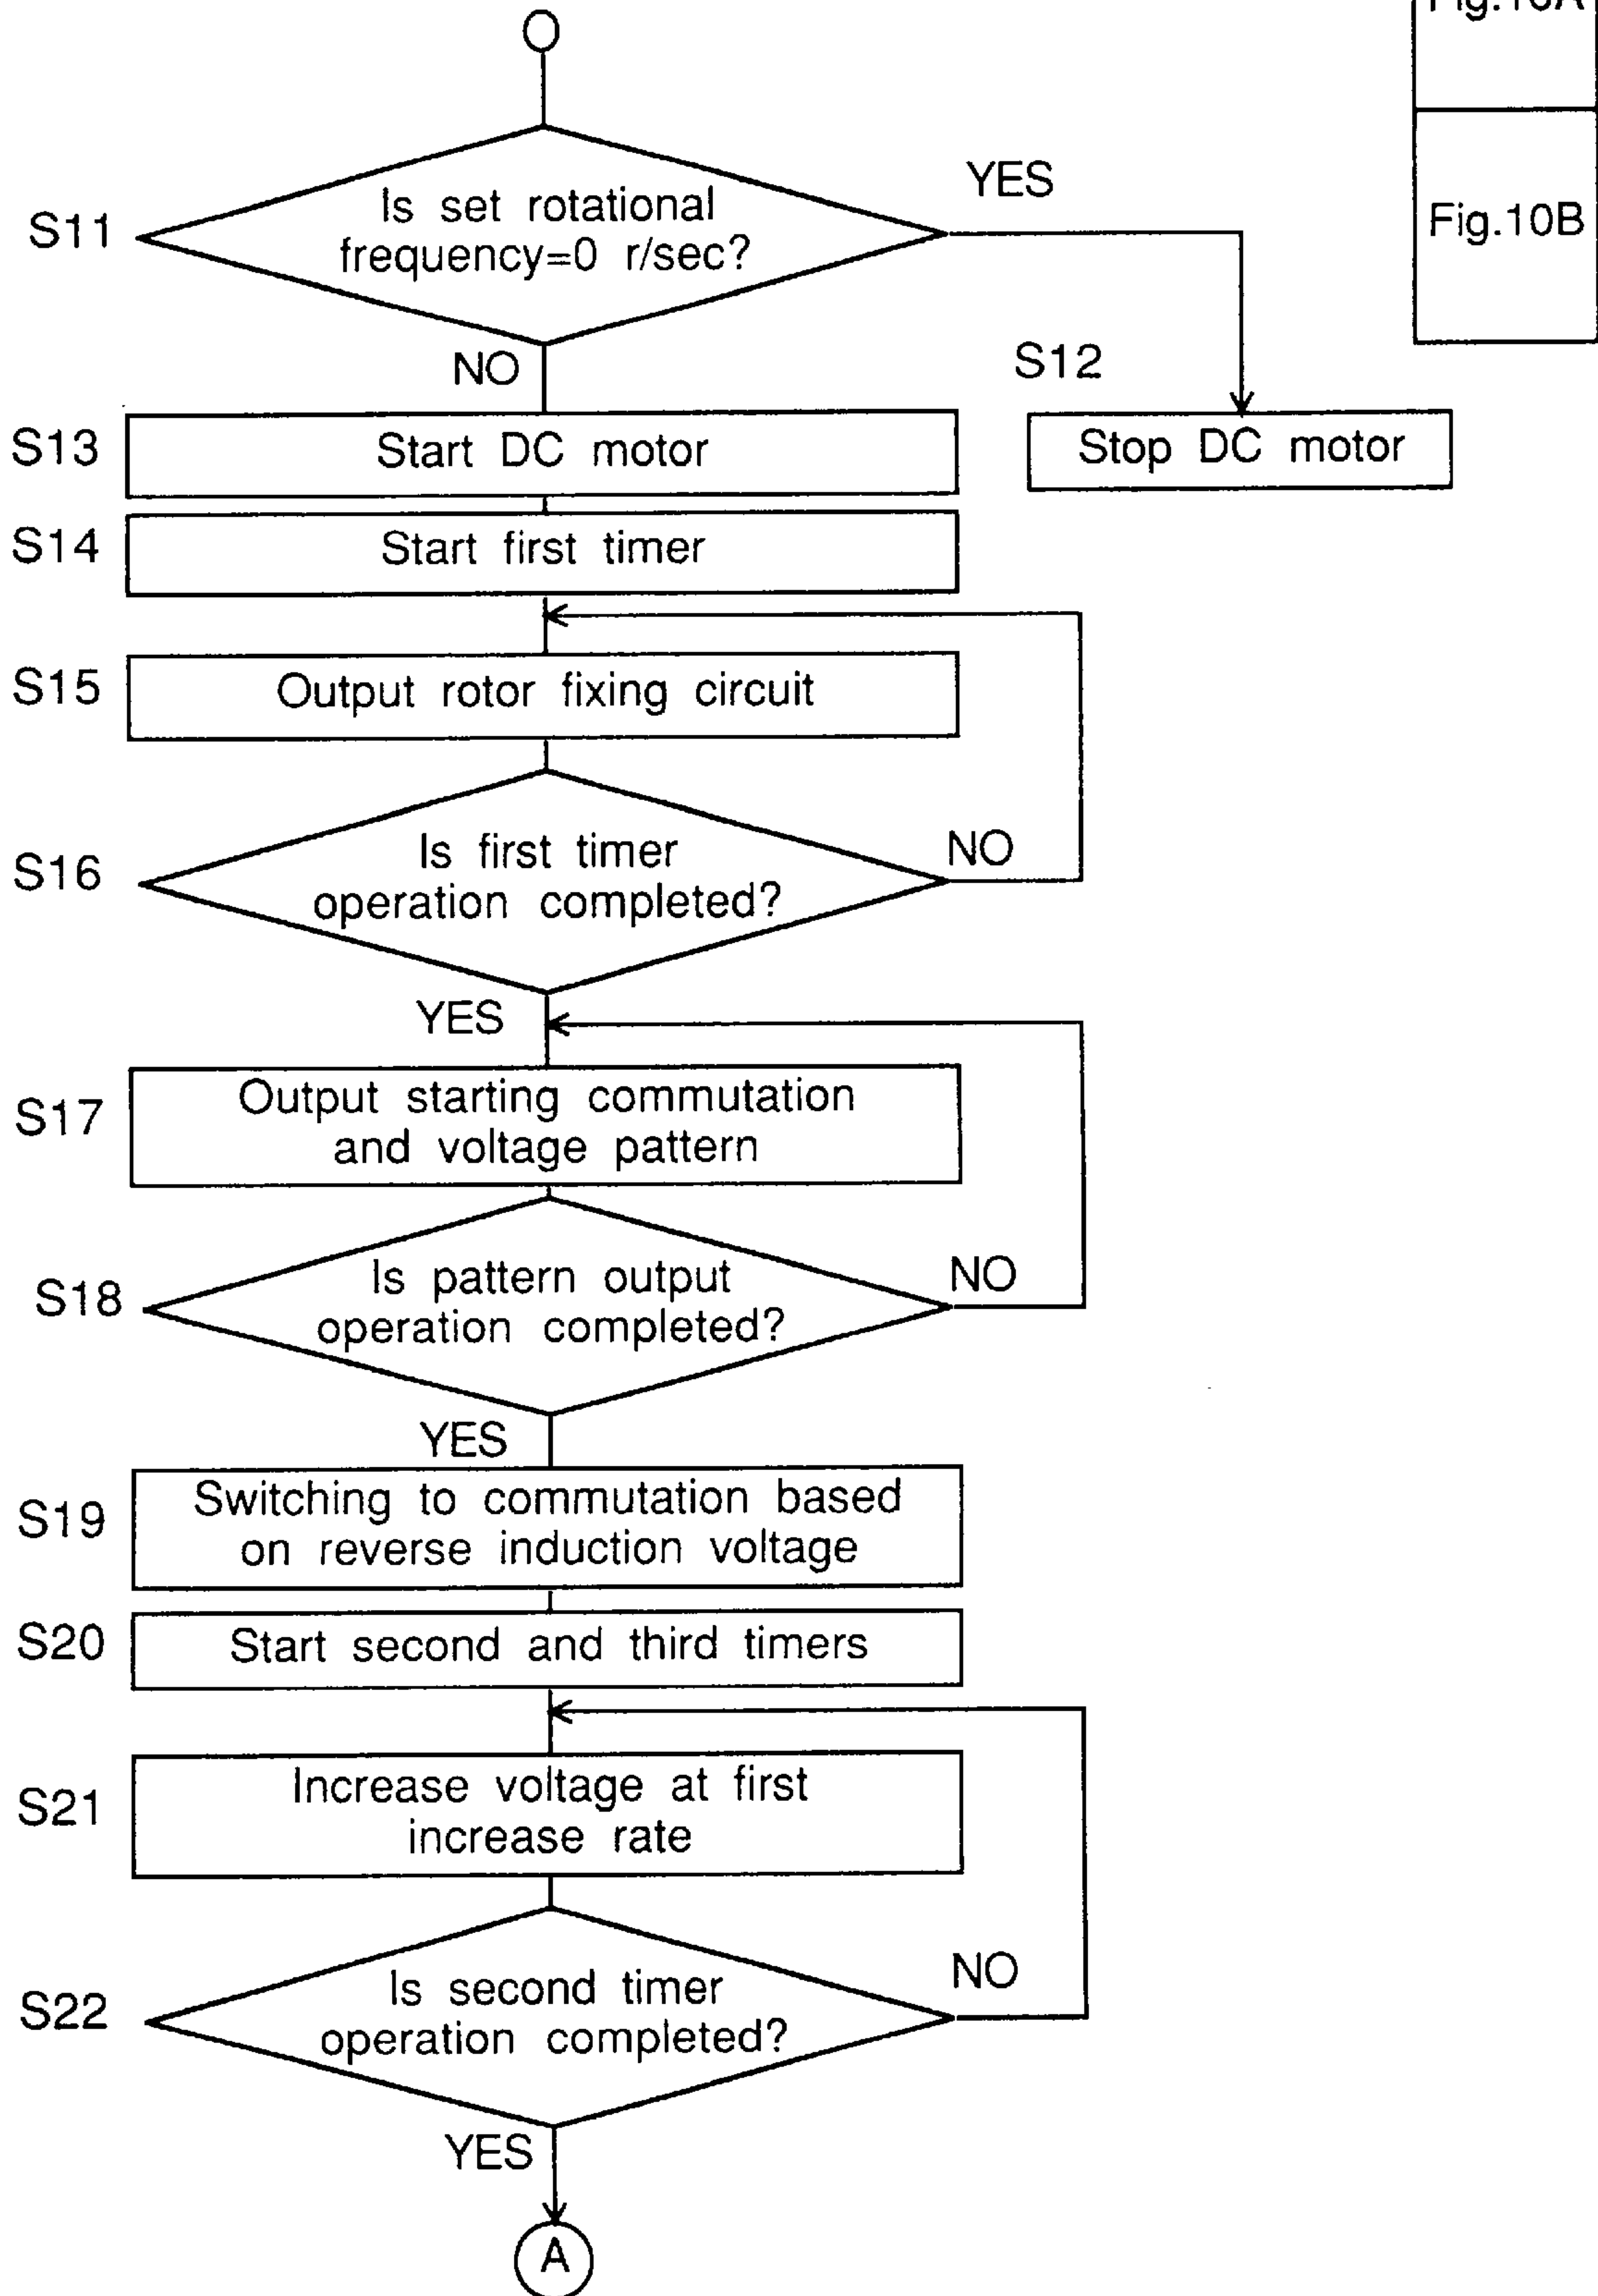 Fig.10A
Fig.10B
S11
Is set rotational
frequency=0 r/sec?
YES
NO
S12
Stop DC motor
S13
Start DC motor
S14
Start first timer
S15
Output rotor fixing circuit
S16
Is first timer
operation completed?
NO
YES
S17
Output starting commutation
and voltage pattern
S18
Is pattern output
operation completed?
NO
YES
S19
Switching to commutation based
on reverse induction voltage
S20
Start second and third timers
S21
Increase voltage at first
increase rate
S22
Is second timer
operation completed?
NO
YES
A